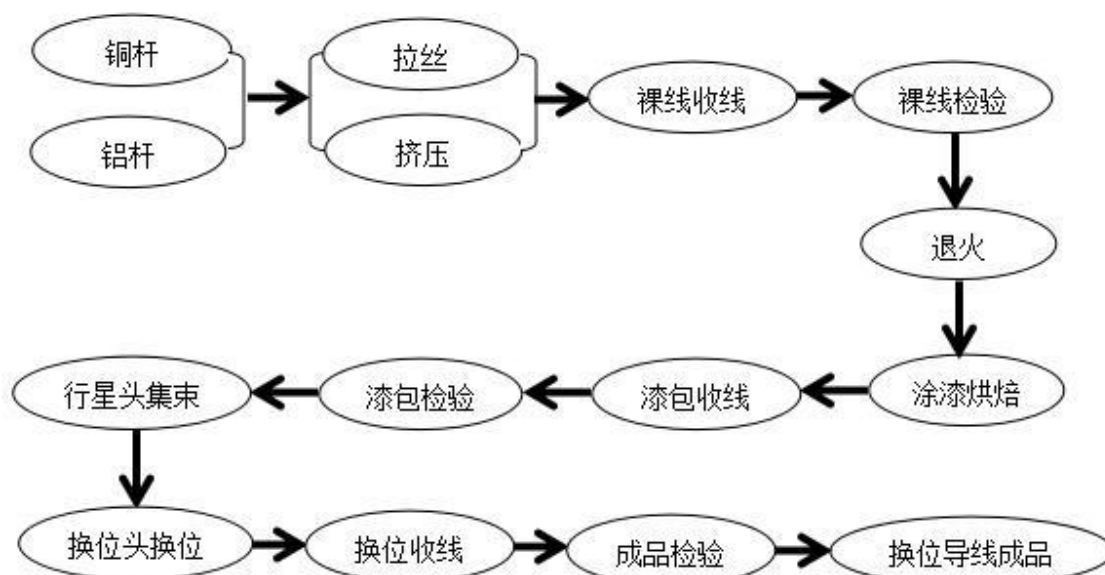 铜杆
铝杆
拉丝
挤压
裸线收线
裸线检验
退火
涂漆烘焙
漆包收线
漆包检验
行星头集束
换位头换位
换位收线
成品检验
换位导线成品